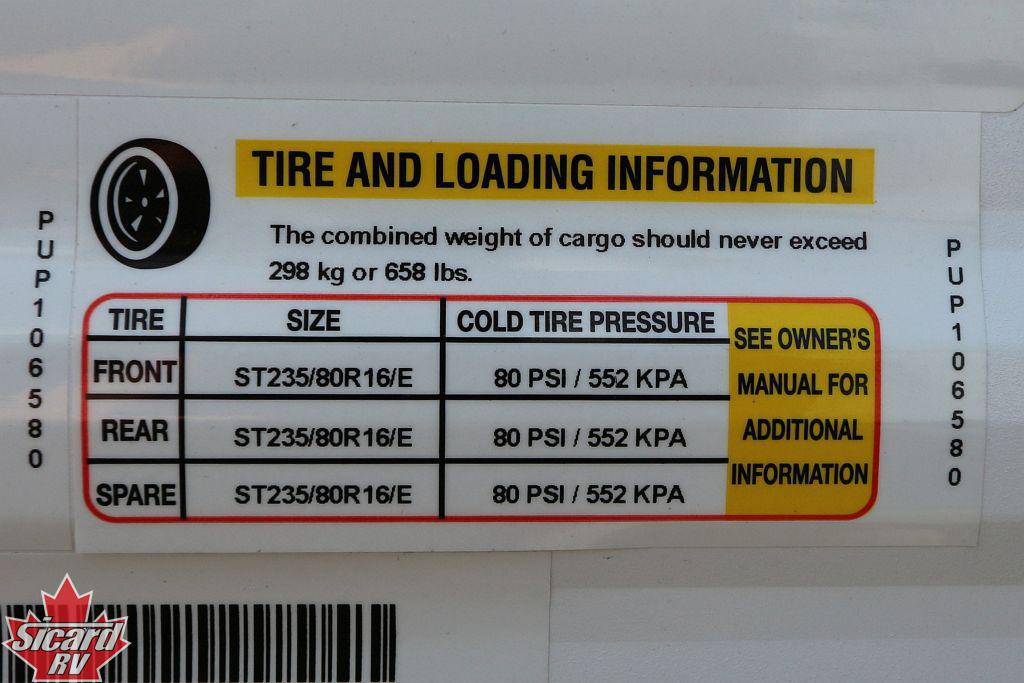 TIRE AND LOADING INFORMATION
The combined weight of cargo should never exceed
298 kg or 658 lbs.
TIRE SIZE COLD TIRE PRESSURE
FRONT ST235/80R16/E 80 PSI / 552 KPA
REAR ST235/80R16/E 80 PSI / 552 KPA
SPARE ST235/80R16/E 80 PSI / 552 KPA
SEE OWNER'S
MANUAL FOR
ADDITIONAL
INFORMATION
PUP106580
PUP106580
Sicard
RV